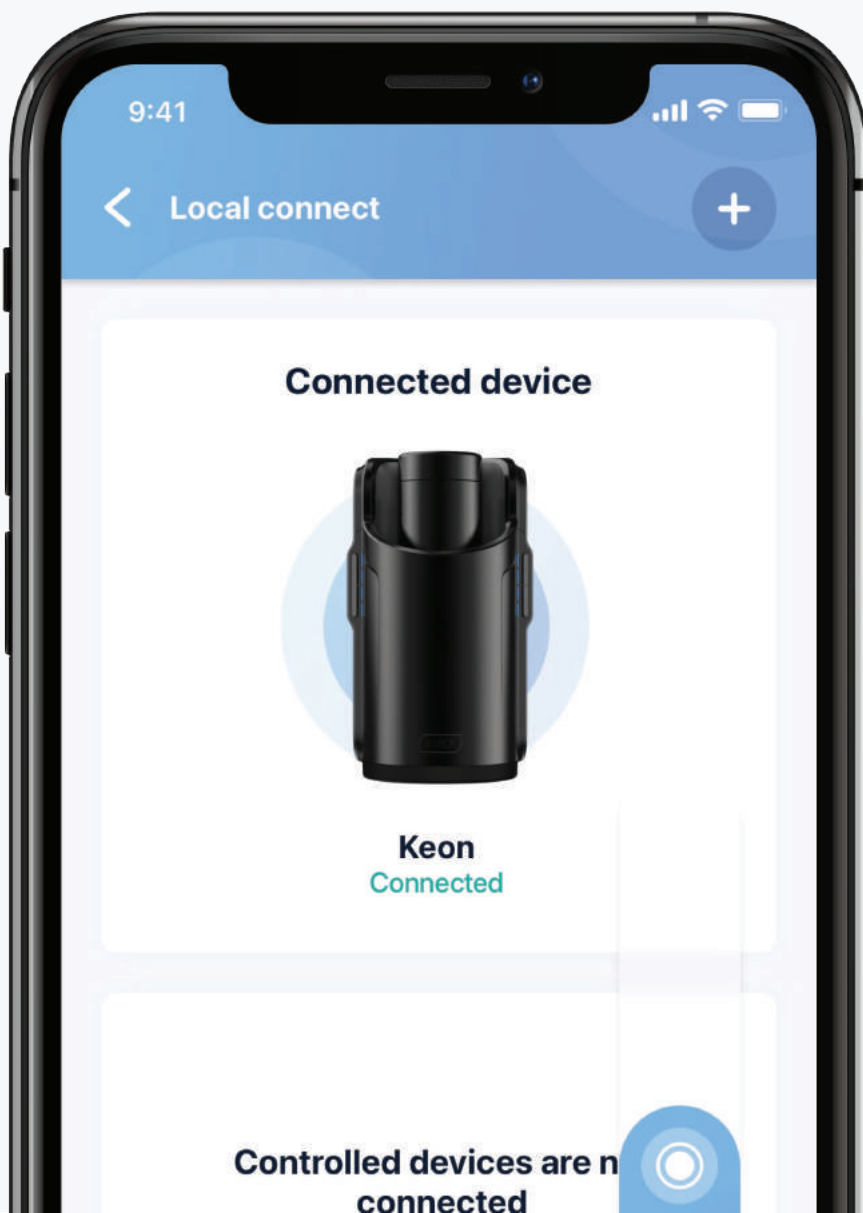 9:41
Local connect
Connected device
Keon
Connected
Controlled devices are n
connected